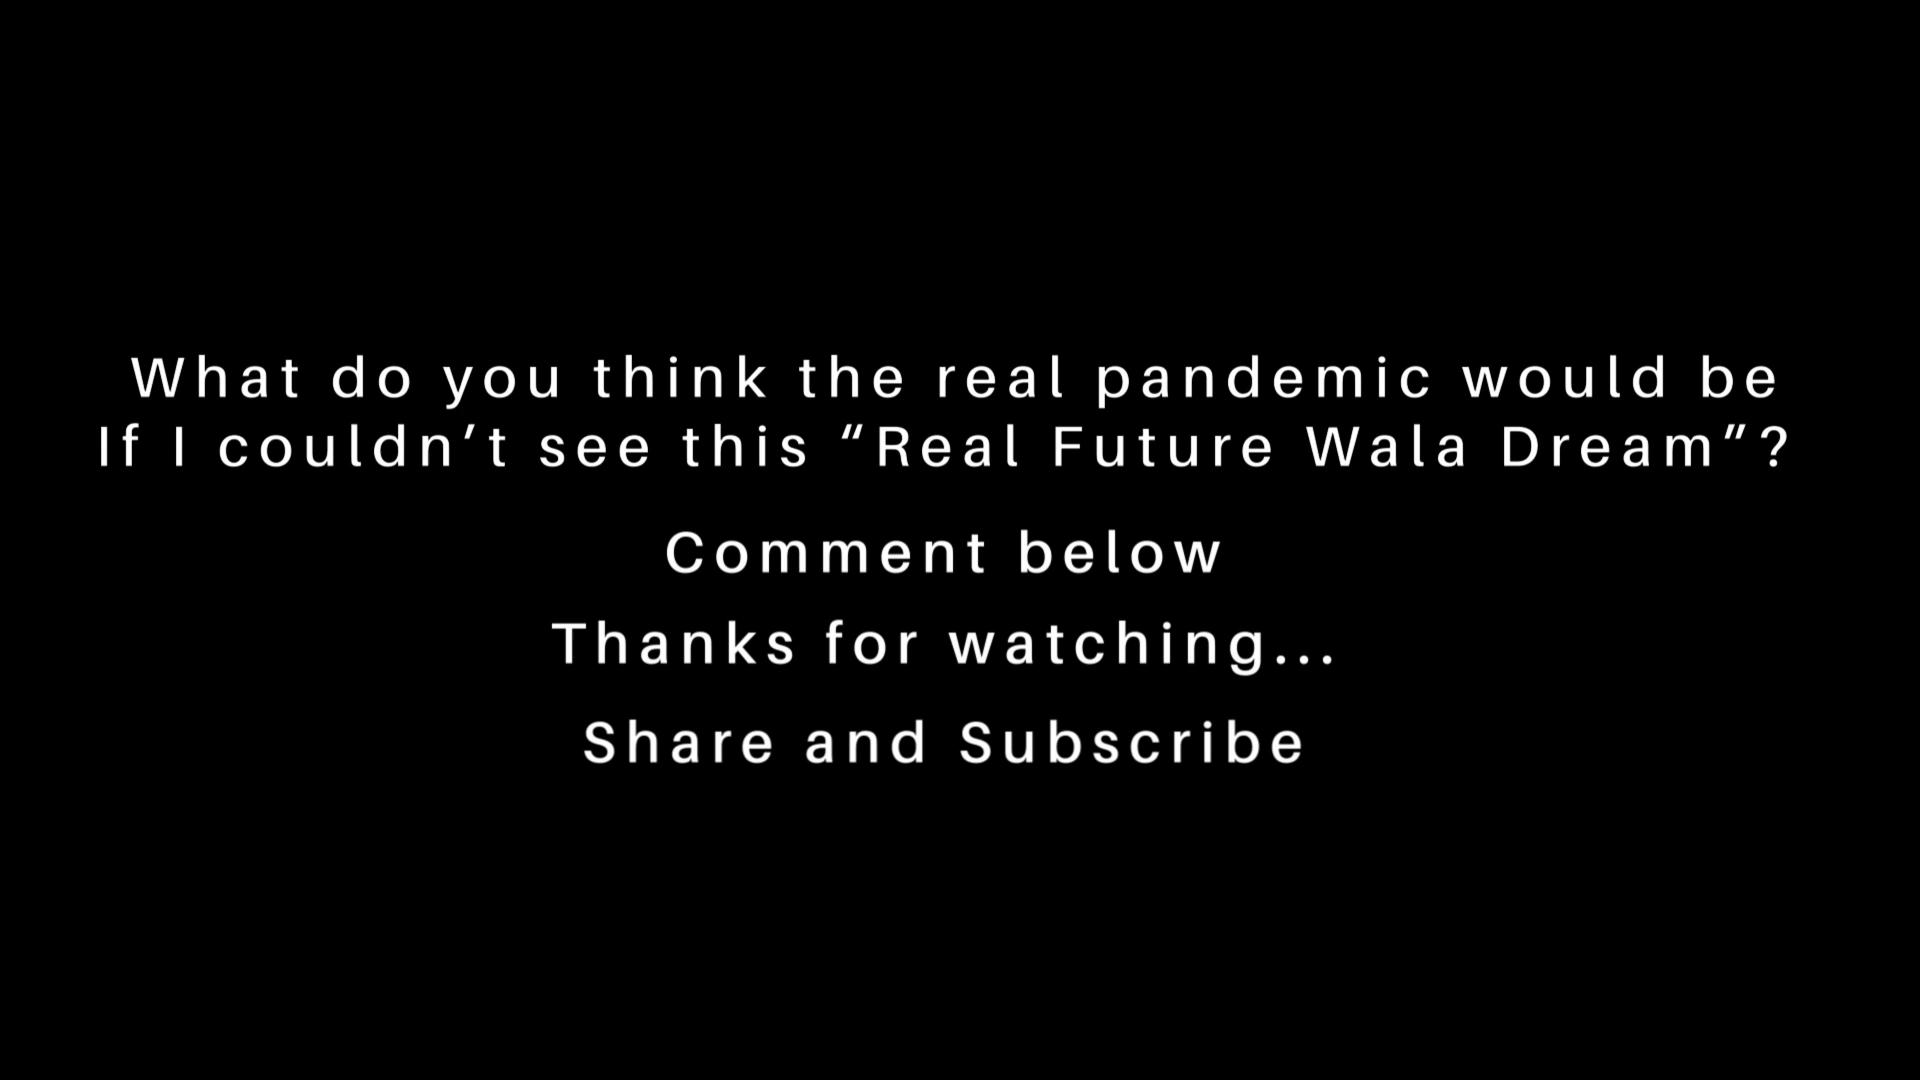 What do you think the real pandemic would be
If I couldn’t see this “Real Future Wala Dream”?
Comment below
Thanks for watching...
Share and Subscribe